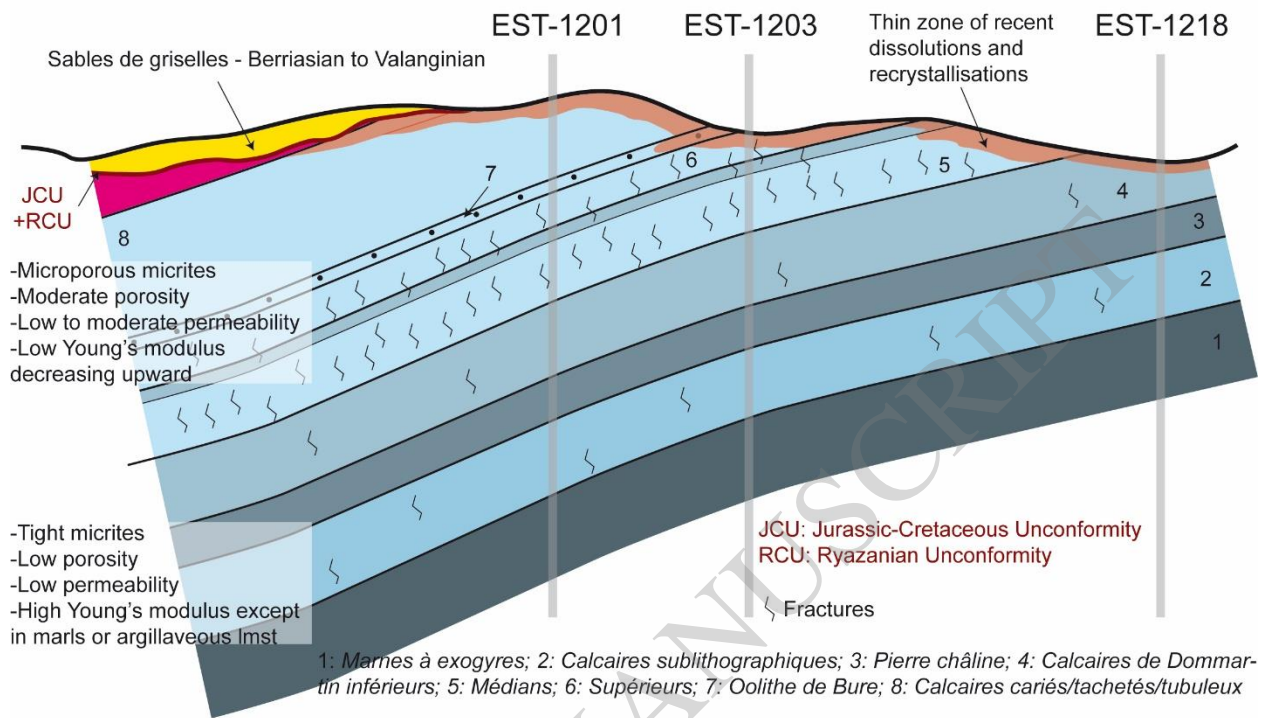 EST-1201
EST-1203
EST-1218
Sables de griselles - Berriasian to Valanginian
Thin zone of recent
dissolutions and
recrystallisations
JCU
+RCU
8
7
6
5
4
3
2
1
-Microporous micrites
-Moderate porosity
-Low to moderate permeability
-Low Young's modulus
decreasing upward
-Tight micrites
-Low porosity
-Low permeability
-High Young's modulus except
in marls or argillaveous lmst
JCU: Jurassic-Cretaceous Unconformity
RCU: Ryazanian Unconformity
Fractures
1: Marnes à exogyres; 2: Calcaires sublithographiques; 3: Pierre châline; 4: Calcaires de Dommar-
tin inférieurs; 5: Médians; 6: Supérieurs; 7: Oolithe de Bure; 8: Calcaires cariés/tachetés/tubuleux
MANUSCRIPT